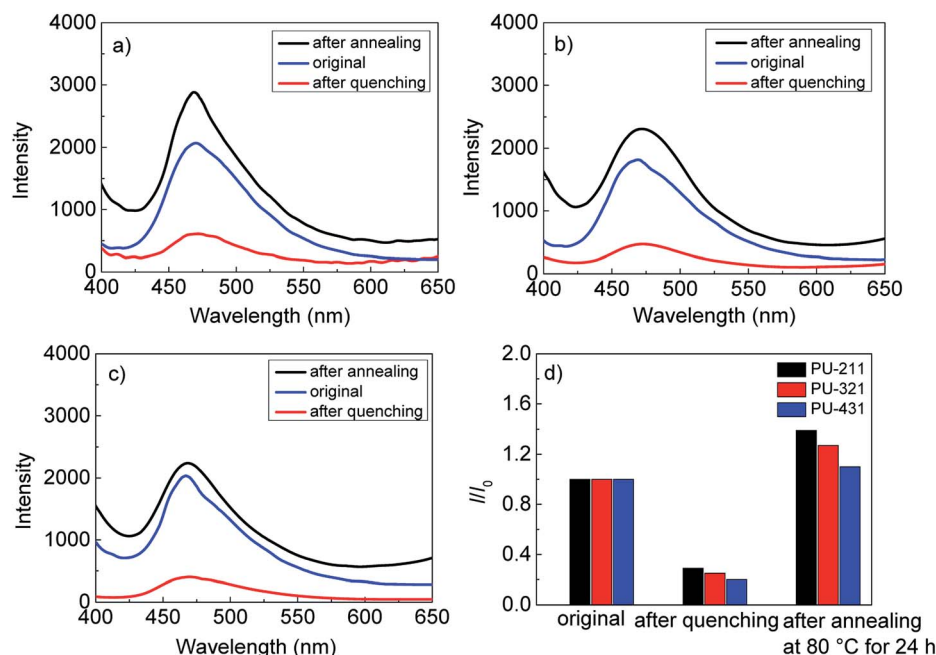 a)
after annealing
original
after quenching
4000
3000
2000
1000
0
Intensity
400
450
500
550
600
650
Wavelength (nm)
b)
after annealing
original
after quenching
4000
3000
2000
1000
0
Intensity
400
450
500
550
600
650
Wavelength (nm)
c)
after annealing
original
after quenching
4000
3000
2000
1000
0
Intensity
400
450
500
550
600
650
Wavelength (nm)
d)
PU-211
PU-321
PU-431
2.0
1.6
1.2
0.8
0.4
0.0
I/I0
original
after quenching
after annealing
at 80 °C for 24 h